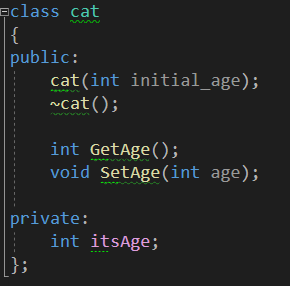 class cat
{
public:
    cat(int initial_age);
    ~cat();

    int GetAge();
    void SetAge(int age);

private:
    int itsAge;
};